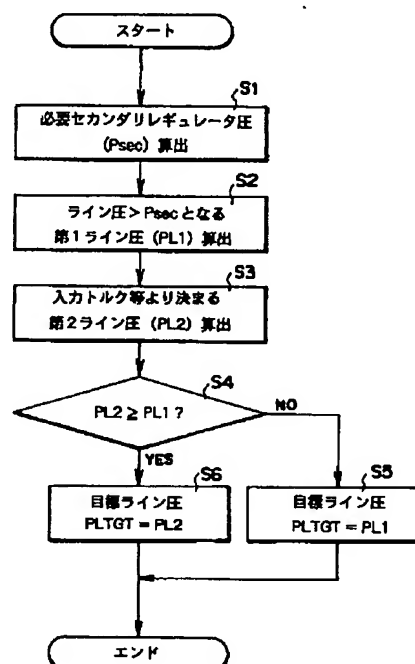 スタート
S1
必要セカンダリレギュレータ圧
(Psec) 算出
S2
ライン圧>Psecとなる
第1ライン圧 (PL1) 算出
S3
入力トルク等より決まる
第2ライン圧 (PL2) 算出
S4
PL2 ≧ PL1 ?
NO
YES
S6
目標ライン圧
PLTGT = PL2
S5
目標ライン圧
PLTGT = PL1
エンド